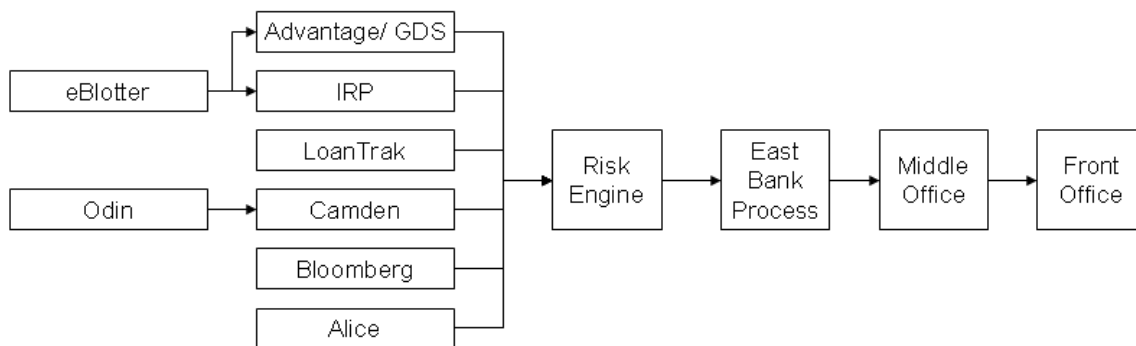 Advantage/ GDS
eBlotter
IRP
LoanTrak
Odin
Camden
Bloomberg
Alice
Risk
Engine
East
Bank
Process
Middle
Office
Front
Office